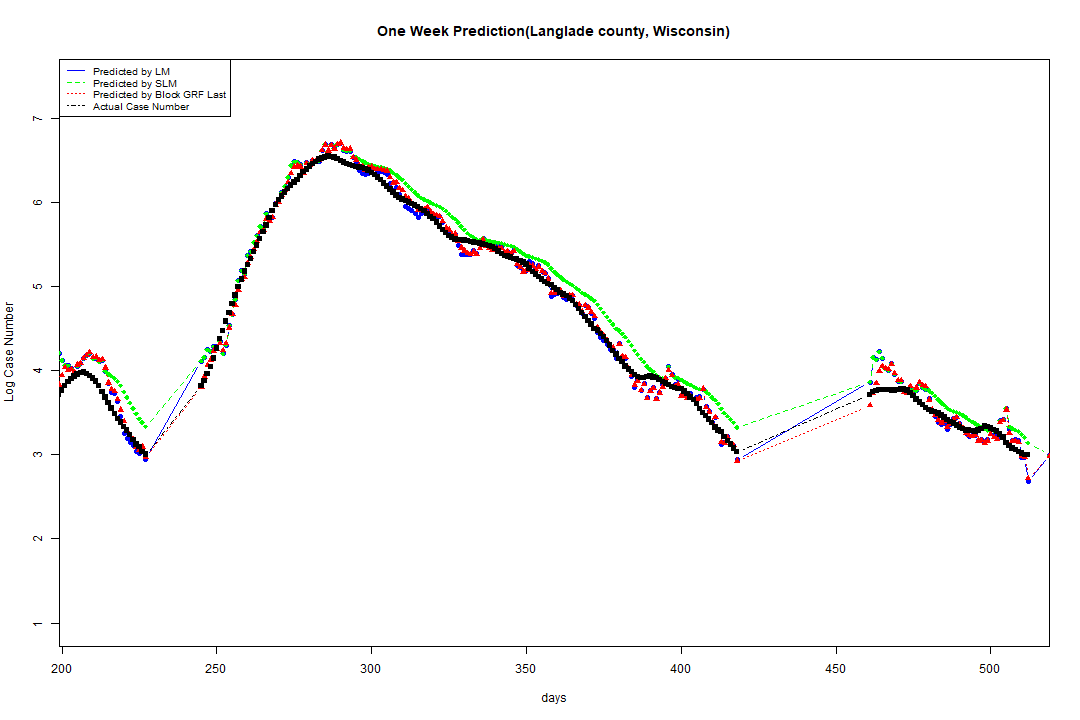 One Week Prediction(Langlade county, Wisconsin)
Predicted by LM
Predicted by SLM
Predicted by Block GRF Last
Actual Case Number
7
6
5
4
3
2
1
Log Case Number
200 250 300 350 400 450 500
days